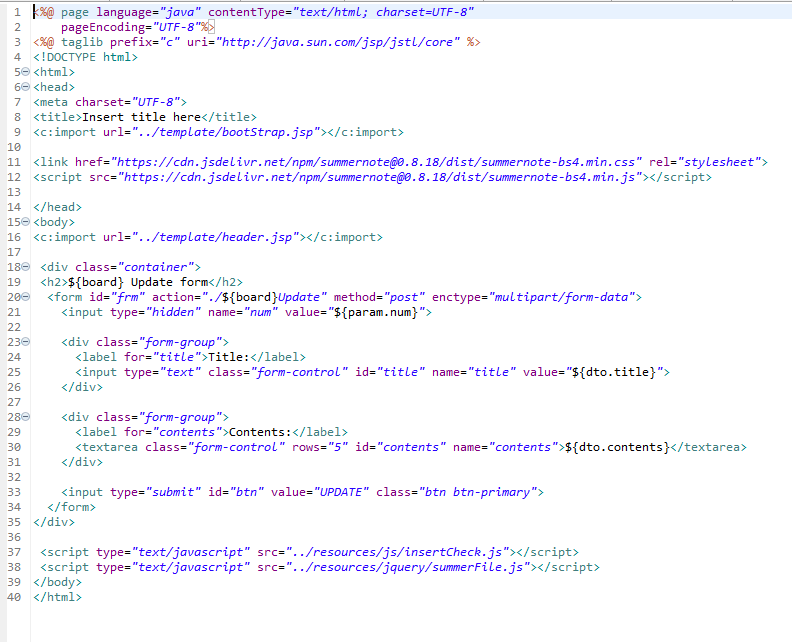 1 <%@ page language="java" contentType="text/html; charset=UTF-8"
2     pageEncoding="UTF-8"%>
3 <%@ taglib prefix="c" uri="http://java.sun.com/jsp/jstl/core" %>
4 <!DOCTYPE html>
5 <html>
6 <head>
7 <meta charset="UTF-8">
8 <title>Insert title here</title>
9 <c:import url="../template/bootStrap.jsp"></c:import>
10
11 <link href="https://cdn.jsdelivr.net/npm/summernote@0.8.18/dist/summernote-bs4.min.css" rel="stylesheet">
12 <script src="https://cdn.jsdelivr.net/npm/summernote@0.8.18/dist/summernote-bs4.min.js"></script>
13
14 </head>
15 <body>
16 <c:import url="../template/header.jsp"></c:import>
17
18  <div class="container">
19  <h2>${board} Update form</h2>
20   <form id="frm" action="./${board}Update" method="post" enctype="multipart/form-data">
21     <input type="hidden" name="num" value="${param.num}">
22
23     <div class="form-group">
24       <label for="title">Title:</label>
25       <input type="text" class="form-control" id="title" name="title" value="${dto.title}">
26     </div>
27
28     <div class="form-group">
29       <label for="contents">Contents:</label>
30       <textarea class="form-control" rows="5" id="contents" name="contents">${dto.contents}</textarea>
31     </div>
32
33     <input type="submit" id="btn" value="UPDATE" class="btn btn-primary">
34   </form>
35 </div>
36
37  <script type="text/javascript" src="../resources/js/insertCheck.js"></script>
38  <script type="text/javascript" src="../resources/jquery/summerFile.js"></script>
39 </body>
40 </html>